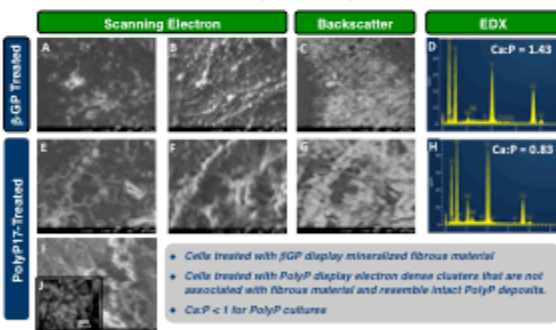 Scanning Electron
Backscatter
EDX
β-GP Treated
A
B
C
D
Ca:P = 1.43
PolyP17-Treated
E
F
G
H
Ca:P = 0.83
I
J
Cells treated with βGP display mineralized fibrous material
Cells treated with PolyP display electron dense clusters that are not
associated with fibrous material and resemble intact PolyP deposits.
Ca:P < 1 for PolyP cultures